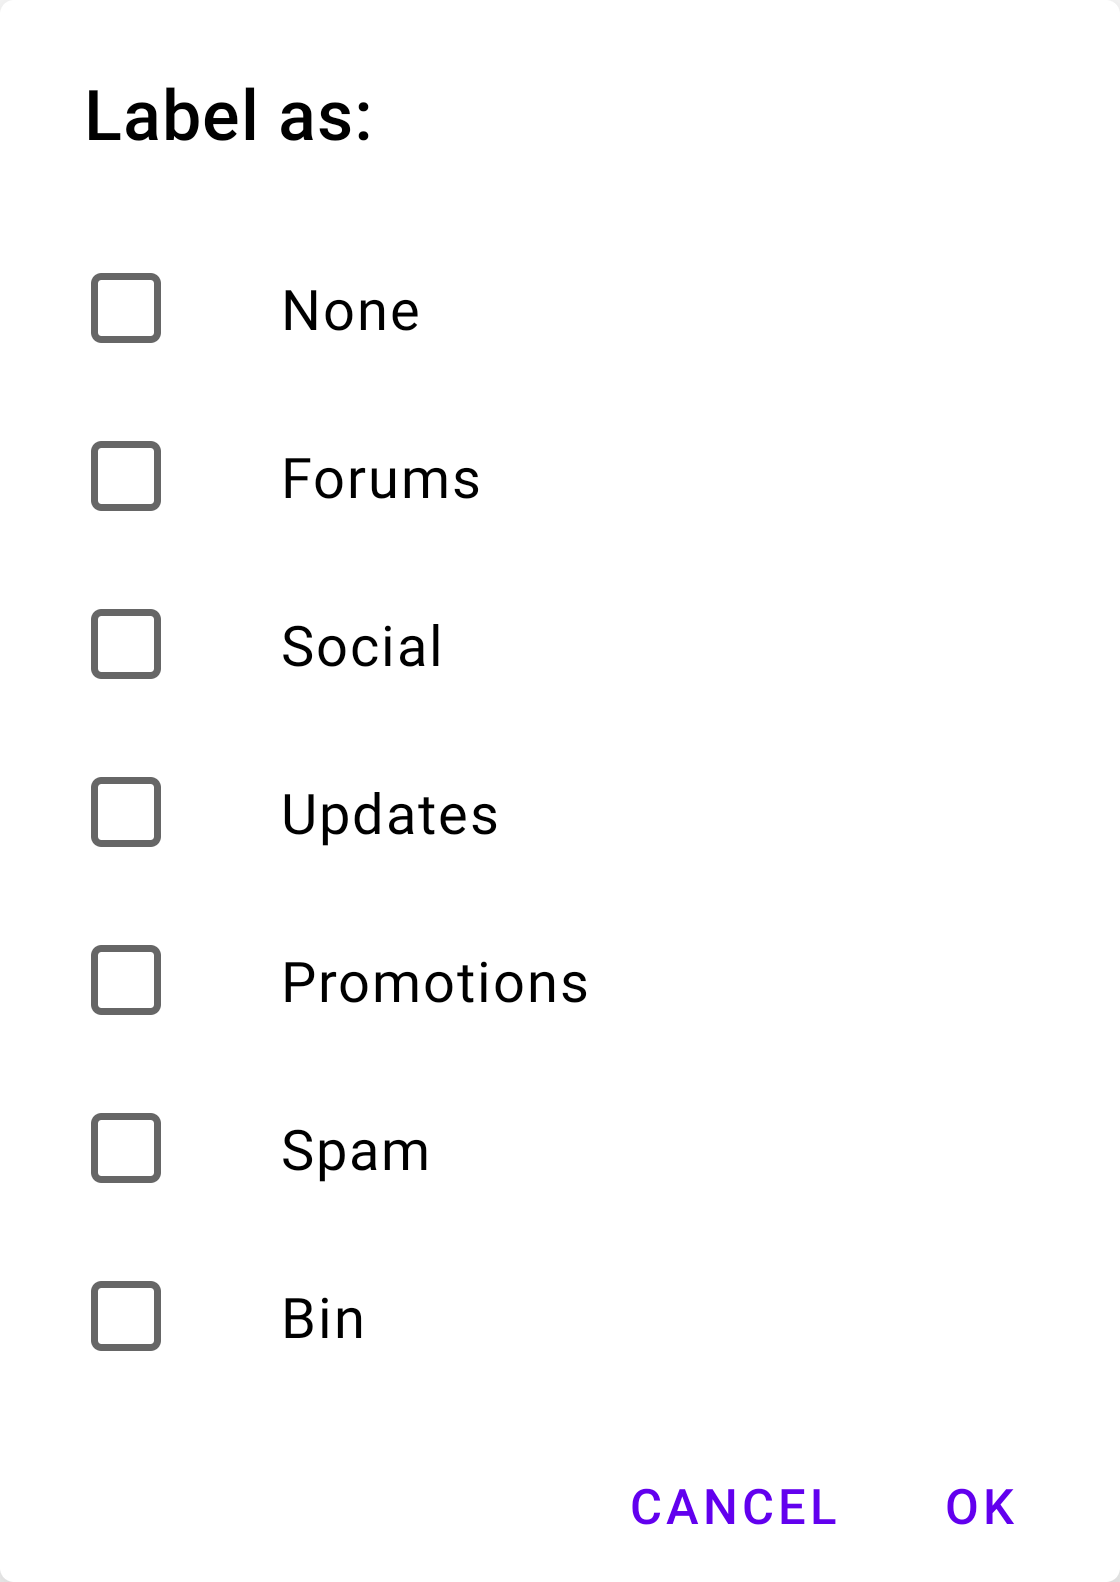 Label as:
None
Forums
Social
Updates
Promotions
Spam
Bin
CANCEL OK